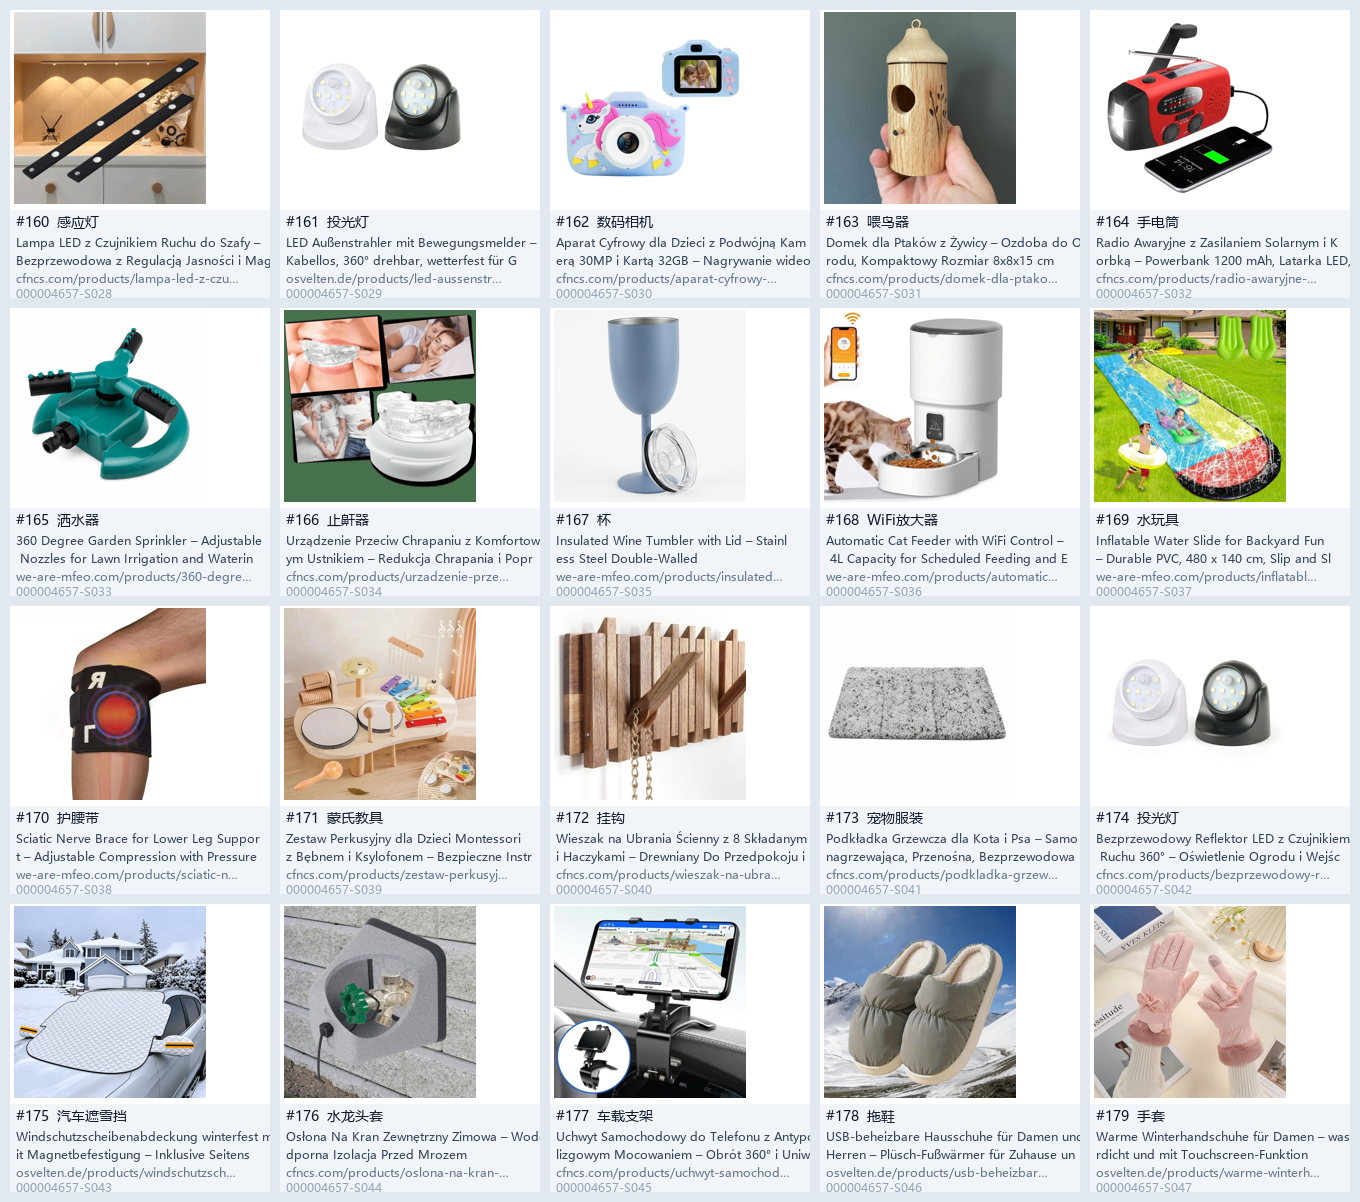 #160 感应灯
Lampa LED z Czujnikiem Ruchu do Szafy –
Bezprzewodowa z Regulacją Jasności i Mag
cfncs.com/products/lampa-led-z-czu...
000004657-S028
#161 投光灯
LED Außenstrahler mit Bewegungsmelder –
Kabellos, 360° drehbar, wetterfest für G
osvelten.de/products/led-aussenstr...
000004657-S029
#162 数码相机
Aparat Cyfrowy dla Dzieci z Podwójną Kam
erą 30MP i Kartą 32GB – Nagrywanie wideo
cfncs.com/products/aparat-cyfrowy-...
000004657-S030
#163 喂鸟器
Domek dla Ptaków z Żywicy – Ozdoba do O
rodu, Kompaktowy Rozmiar 8x8x15 cm
cfncs.com/products/domek-dla-ptako...
000004657-S031
#164 手电筒
Radio Awaryjne z Zasilaniem Solarnym i K
orbką – Powerbank 1200 mAh, Latarka LED,
cfncs.com/products/radio-awaryjne-...
000004657-S032
#165 洒水器
360 Degree Garden Sprinkler – Adjustable
Nozzles for Lawn Irrigation and Waterin
we-are-mfeo.com/products/360-degre...
000004657-S033
#166 止鼾器
Urządzenie Przeciw Chrapaniu z Komfortow
ym Ustnikiem – Redukcja Chrapania i Popr
cfncs.com/products/urzadzenie-prze...
000004657-S034
#167 杯
Insulated Wine Tumbler with Lid – Stainl
ess Steel Double-Walled
we-are-mfeo.com/products/insulated...
000004657-S035
#168 WiFi放大器
Automatic Cat Feeder with WiFi Control –
4L Capacity for Scheduled Feeding and E
we-are-mfeo.com/products/automatic...
000004657-S036
#169 水玩具
Inflatable Water Slide for Backyard Fun
– Durable PVC, 480 x 140 cm, Slip and Sl
we-are-mfeo.com/products/inflatabl...
000004657-S037
#170 护腰带
Sciatic Nerve Brace for Lower Leg Suppor
t – Adjustable Compression with Pressure
we-are-mfeo.com/products/sciatic-n...
000004657-S038
#171 蒙氏教具
Zestaw Perkusyjny dla Dzieci Montessori
z Bębnem i Ksylofonem – Bezpieczne Instr
cfncs.com/products/zestaw-perkusyj...
000004657-S039
#172 挂钩
Wieszak na Ubrania Ścienny z 8 Składanym
i Haczykami – Drewniany Do Przedpokoju i
cfncs.com/products/wieszak-na-ubra...
000004657-S040
#173 宠物服装
Podkładka Grzewcza dla Kota i Psa – Samo
nagrzewająca, Przenośna, Bezprzewodowa
cfncs.com/products/podkladka-grzew...
000004657-S041
#174 投光灯
Bezprzewodowy Reflektor LED z Czujnikiem
Ruchu 360° – Oświetlenie Ogrodu i Wejśc
cfncs.com/products/bezprzewodowy-r...
000004657-S042
#175 汽车遮雪挡
Windschutzscheibenabdeckung winterfest m
it Magnetbefestigung – Inklusive Seitens
osvelten.de/products/windschutzsch...
000004657-S043
#176 水龙头套
Osłona Na Kran Zewnętrzny Zimowa – Wodo
dporna Izolacja Przed Mrozem
cfncs.com/products/oslona-na-kran-...
000004657-S044
#177 车载支架
Uchwyt Samochodowy do Telefonu z Antypo
lizgowym Mocowaniem – Obrót 360° i Uniw
cfncs.com/products/uchwyt-samochod...
000004657-S045
#178 拖鞋
USB-beheizbare Hausschuhe für Damen und
Herren – Plüsch-Fußwärmer für Zuhause un
osvelten.de/products/usb-beheizbar...
000004657-S046
#179 手套
Warme Winterhandschuhe für Damen – was
rdicht und mit Touchscreen-Funktion
osvelten.de/products/warme-winterh...
000004657-S047